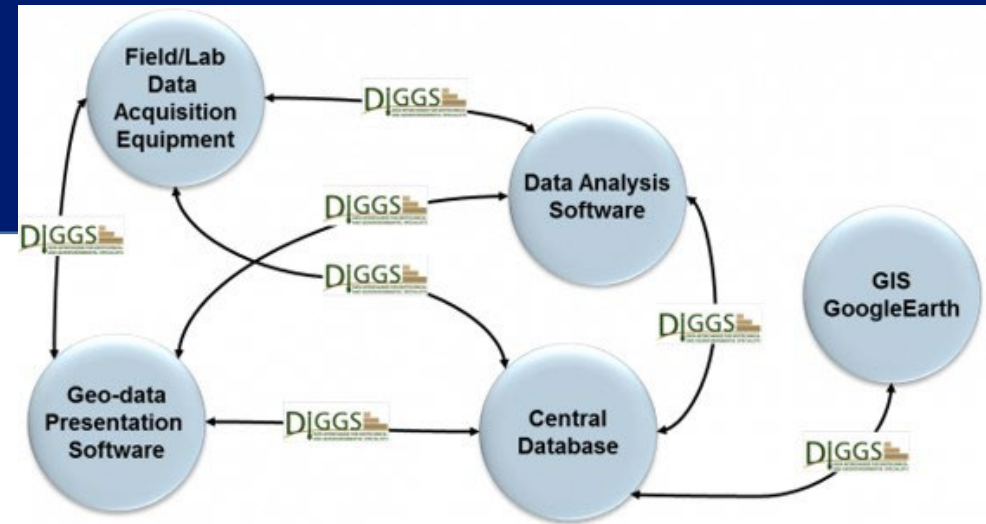 Field/Lab
Data
Acquisition
Equipment
DIGGS
Data Analysis
Software
DIGGS
DIGGS
DIGGS
GIS
GoogleEarth
DIGGS
Geo-data
Presentation
Software
DIGGS
Central
Database
DIGGS